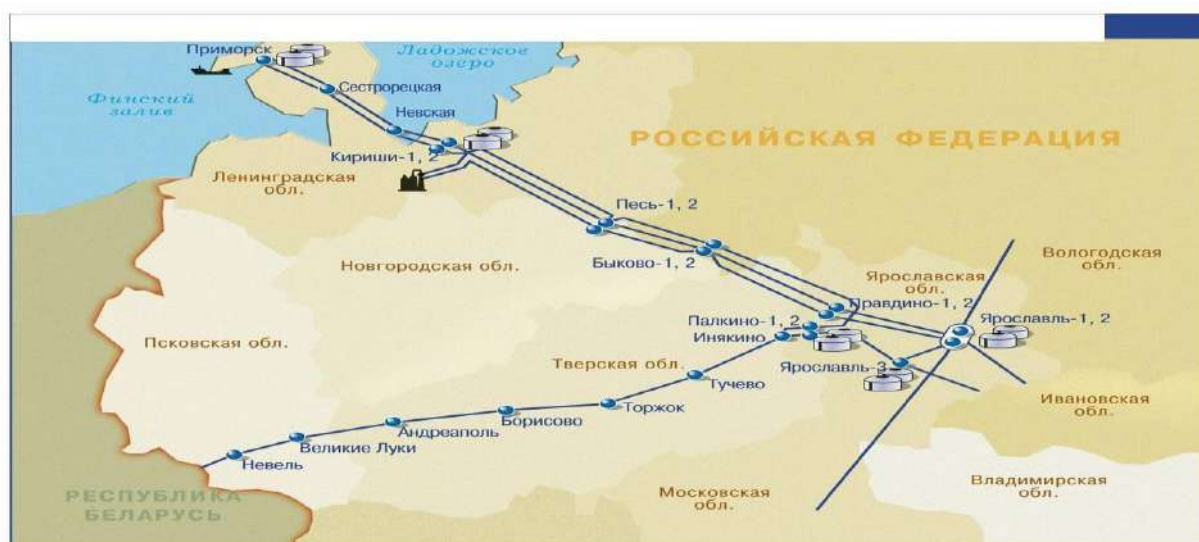 Приморск
Ладожское
озеро
Сестрорецкая
Финский
залив
Невская
РОССИЙСКАЯ ФЕДЕРАЦИЯ
Кириши-1, 2
Ленинградская
обл.
Песь-1, 2
Вологодская
обл.
Новгородская обл.
Быково-1, 2
Ярославская
обл.
Правдино-1, 2
Палкино-1, 2
Ярославль-1, 2
Инякино
Псковская обл.
Тверская обл.
Ярославль-3
Тучево
Ивановская
обл.
Торжок
Борисово
Андреаполь
Великие Луки
Невель
РЕСПУБЛИКА
БЕЛАРУСЬ
Московская
обл.
Владимирская
обл.